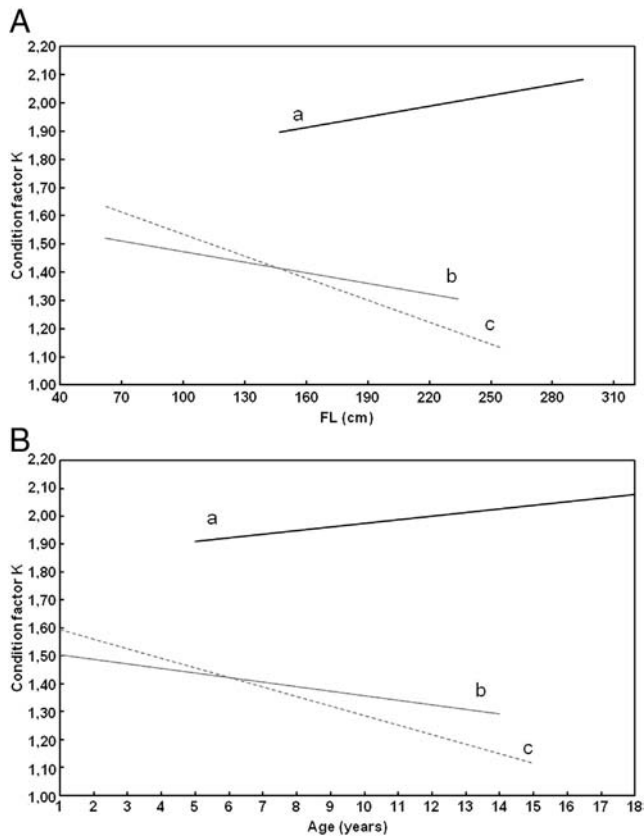 A
2,20
2,10
2,00
1,90
1,80
1,70
1,60
1,50
1,40
1,30
1,20
1,10
1,00
Condition factor K
a
b
c
40 70 100 130 160 190 220 250 280 310
FL (cm)
B
2,20
2,10
2,00
1,90
1,80
1,70
1,60
1,50
1,40
1,30
1,20
1,10
1,00
Condition factor K
a
b
c
1 2 3 4 5 6 7 8 9 10 11 12 13 14 15 16 17 18
Age (years)